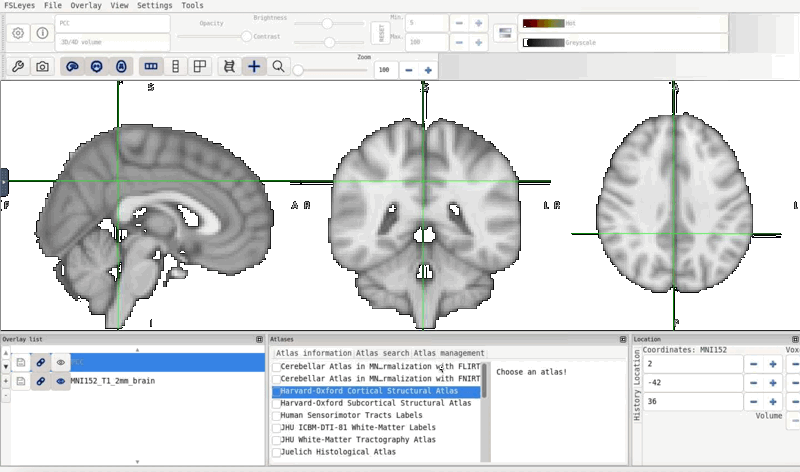 FSLeyes File Overlay View Settings Tools
PCC
3D/4D volume
Opacity
Brightness
Contrast
RESET
Min.
5
Max.
100
Hot
Greyscale
Zoom
100
S
S
A
P
A R
L R
L
I
P
Overlay list
PCC
MNI152_T1_2mm_brain
Atlases
Atlas information Atlas search Atlas management
Cerebellar Atlas in MN…rmalization with FLIRT
Cerebellar Atlas in MN…rmalization with FNIRT
Harvard-Oxford Cortical Structural Atlas
Harvard-Oxford Subcortical Structural Atlas
Human Sensorimotor Tracts Labels
JHU ICBM-DTI-81 White-Matter Labels
JHU White-Matter Tractography Atlas
Juelich Histological Atlas
Choose an atlas!
Location
History Location
Coordinates: MNI152
2
-42
36
Vox
Volume